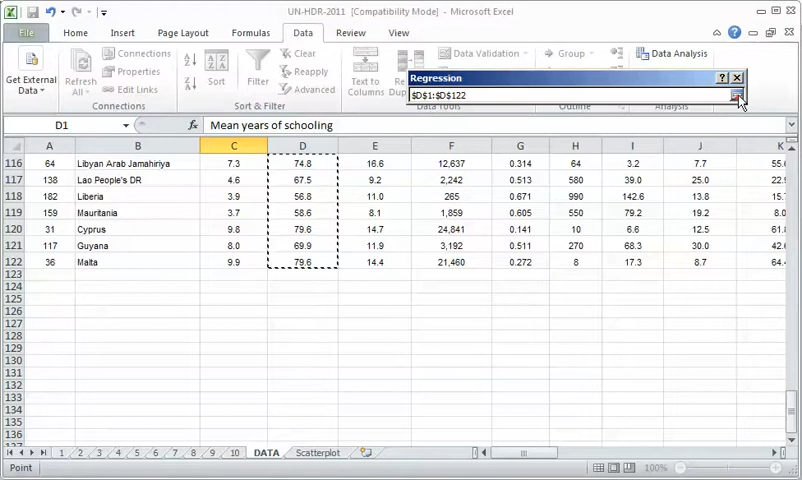 UN-HDR-2011 [Compatibility Mode] - Microsoft Excel
File Home Insert Page Layout Formulas Data Review View
Get External Data
Refresh All
Connections
Properties
Edit Links
Sort
Filter
Clear
Reapply
Advanced
Sort & Filter
Text to Columns
Data Validation
Data Tools
Group
Outline
Data Analysis
Analysis
Regression
$D$1:$D$122
D1 fx Mean years of schooling
A B C D E F G H I J K
116 64 Libyan Arab Jamahiriya 7.3 74.8 16.6 12,637 0.314 64 3.2 7.7 55.6
117 138 Lao People's DR 4.6 67.5 9.2 2,242 0.513 580 39.0 25.0 22.9
118 182 Liberia 3.9 56.8 11.0 265 0.671 990 142.6 13.8 15.7
119 159 Mauritania 3.7 58.6 8.1 1,859 0.605 550 79.2 19.2 8.0
120 31 Cyprus 9.8 79.6 14.7 24,841 0.141 10 6.6 12.5 61.8
121 117 Guyana 8.0 69.9 11.9 3,192 0.511 270 68.3 30.0 42.6
122 36 Malta 9.9 79.6 14.4 21,460 0.272 8 17.3 8.7 64.4
123
124
125
126
127
128
129
130
131
132
133
134
135
136
1 2 3 4 5 6 7 8 9 10 DATA Scatterplot
Point 100%